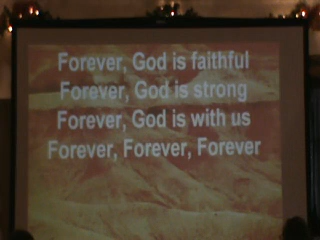 Forever, God is faithful
Forever, God is strong
Forever, God is with us
Forever, Forever, Forever